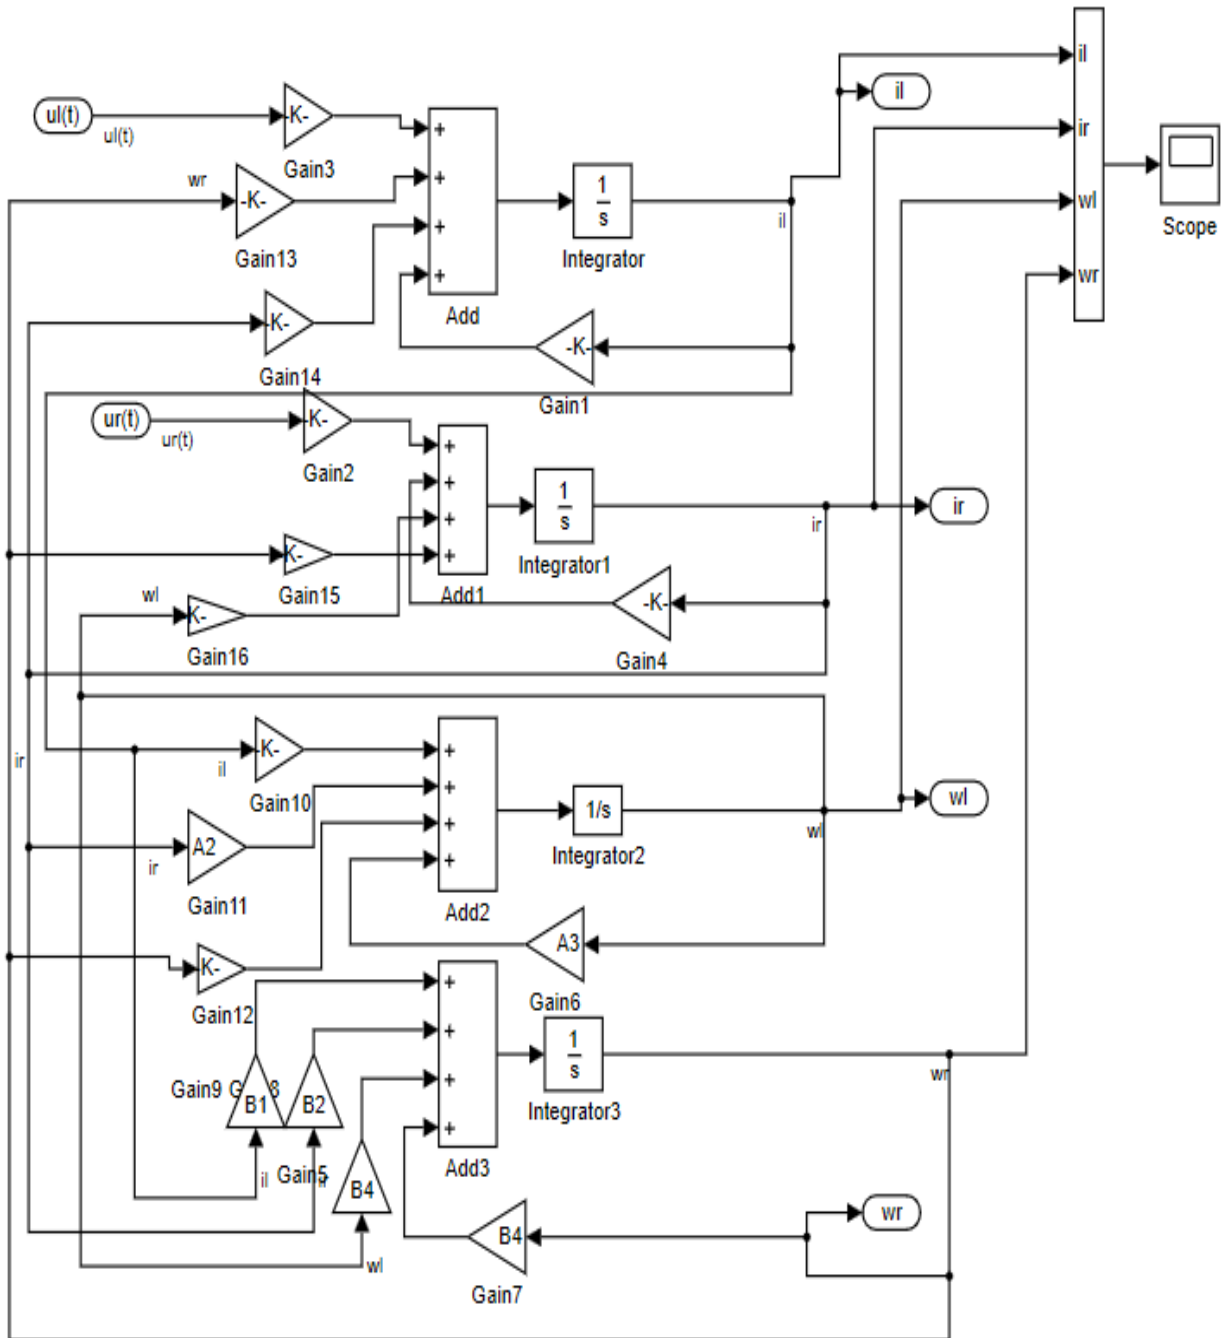 il
ul(t)
ul(t)
-K-
Gain3
+
il
ir
wr
-K-
Gain13
+
1
s
Integrator
il
wl
Scope
+
+
Add
wr
-K-
Gain14
-K-
Gain1
ur(t)
ur(t)
-K-
Gain2
+
+
+
+
Add1
1
s
Integrator1
ir
ir
K-
Gain15
wl
K-
Gain16
-K-
Gain4
ir
il
-K-
Gain10
+
+
+
+
Add2
1/s
Integrator2
wl
wl
ir
A2
Gain11
A3
Gain6
K-
Gain12
+
+
+
+
Add3
1
s
Integrator3
wr
Gain9
8
B1
B2
il
Gain5
B4
wl
B4
Gain7
wr